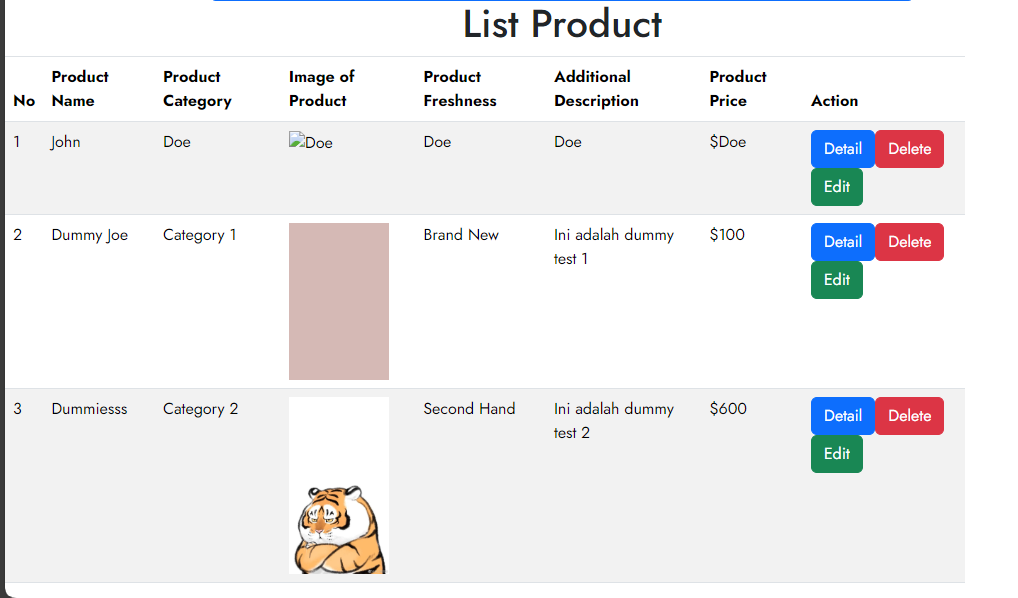 List Product
No Product Name Product Category Image of Product Product Freshness Additional Description Product Price Action
1 John Doe Doe Doe Doe $Doe Detail Delete
Edit
2 Dummy Joe Category 1 Brand New Ini adalah dummy $100 Detail Delete
test 1 Edit
3 Dummiesss Category 2 Second Hand Ini adalah dummy $600 Detail Delete
test 2 Edit